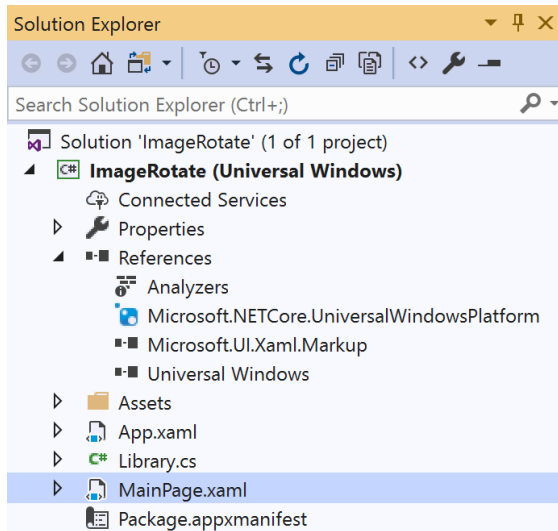 Solution Explorer
Search Solution Explorer (Ctrl+;)
Solution 'ImageRotate' (1 of 1 project)
C# ImageRotate (Universal Windows)
Connected Services
Properties
References
Analyzers
Microsoft.NETCore.UniversalWindowsPlatform
Microsoft.UI.Xaml.Markup
Universal Windows
Assets
App.xaml
C# Library.cs
MainPage.xaml
Package.appxmanifest